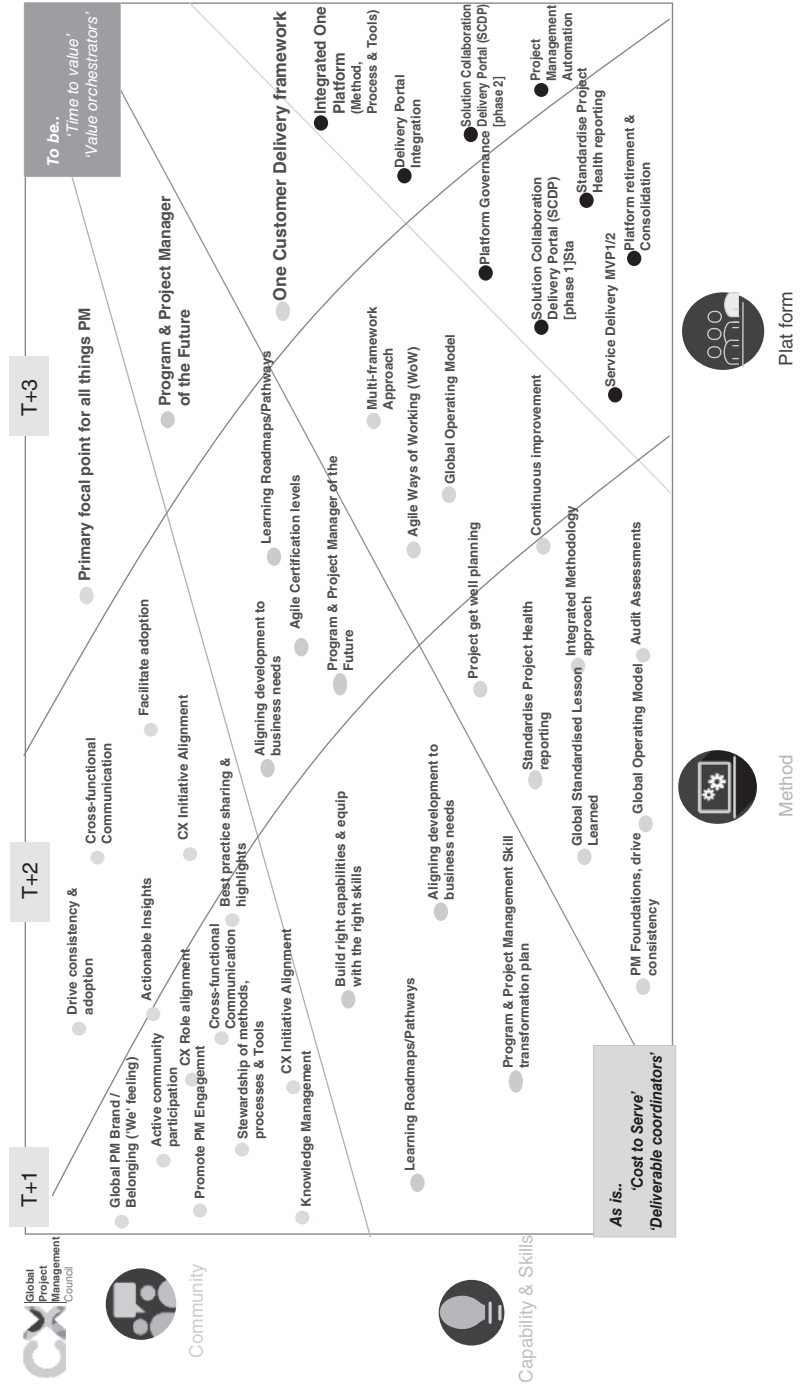 CX
Global
Project
Management
Council
T+1
T+2
T+3
To be..
'Time to value'
'Value orchestrators'
Community
Global PM Brand /
Belonging ('We' feeling)
Drive consistency &
adoption
Cross-functional
Communication
Primary focal point for all things PM
Active community
participation
Actionable Insights
Facilitate adoption
Program & Project Manager
of the Future
Promote PM Engagemnt
CX Role alignment
CX Initiative Alignment
Cross-functional
Communication
Best practice sharing &
highlights
Stewardship of methods,
processes & Tools
CX Initiative Alignment
Knowledge Management
Capability & Skills
Aligning development to
business needs
Learning Roadmaps/Pathways
Agile Certification levels
Program & Project Manager of the
Future
Build right capabilities & equip
with the right skills
Learning Roadmaps/Pathways
Aligning development to
business needs
Program & Project Management Skill
transformation plan
One Customer Delivery framework
Multi-framework
Approach
Agile Ways of Working (WoW)
Global Operating Model
Project get well planning
Continuous improvement
Standardise Project Health
reporting
Integrated Methodology
approach
Global Standardised Lesson
Learned
Audit Assessments
Global Operating Model
PM Foundations, drive
consistency
Integrated One
Platform
(Method,
Process & Tools)
Delivery Portal
Integration
Solution Collaboration
Delivery Portal (SCDP)
[phase 2]
Platform Governance
Project
Management
Automation
Solution Collaboration
Delivery Portal (SCDP)
[phase 1]Sta
Standardise Project
Health reporting
Service Delivery MVP1/2
Platform retirement &
Consolidation
As is..
'Cost to Serve'
'Deliverable coordinators'
Method
Plat form